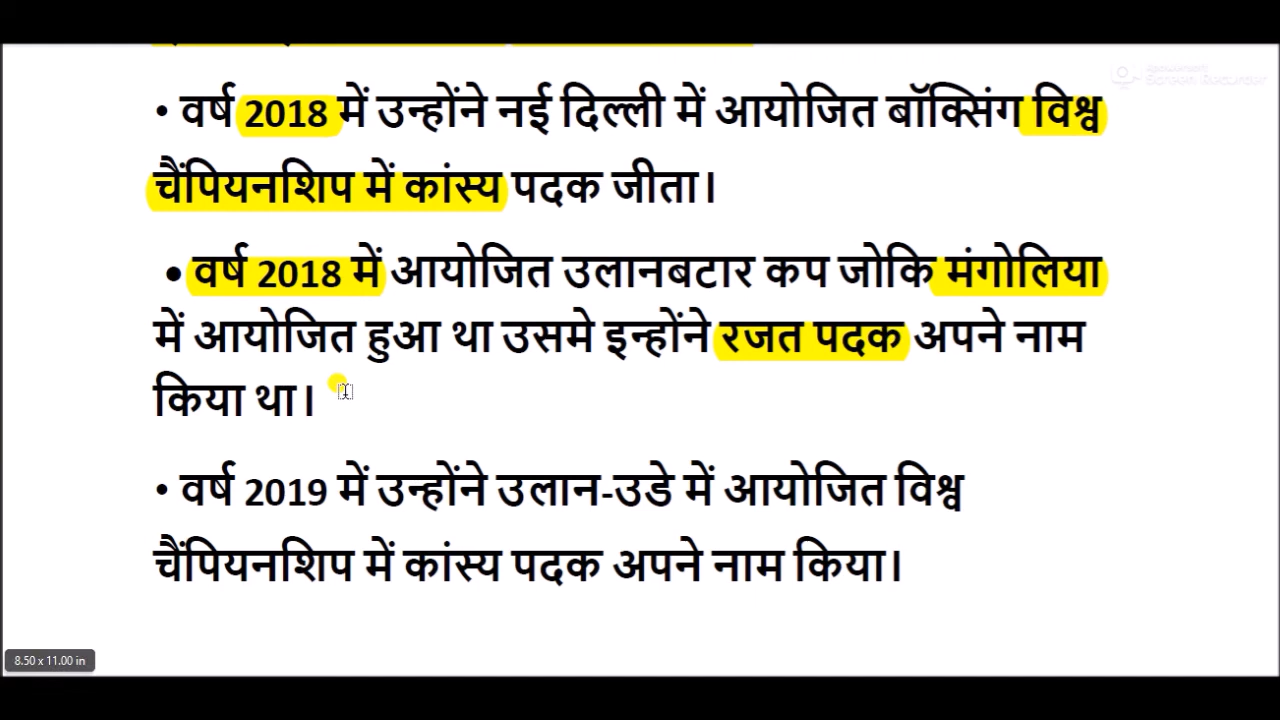 • वर्ष 2018 में उन्होंने नई दिल्ली में आयोजित बॉक्सिंग विश्व
चैंपियनशिप में कांस्य पदक जीता।
• वर्ष 2018 में आयोजित उलानबटार कप जोकि मंगोलिया
में आयोजित हुआ था उसमे इन्होंने रजत पदक अपने नाम
किया था।
• वर्ष 2019 में उन्होंने उलान-उडे में आयोजित विश्व
चैंपियनशिप में कांस्य पदक अपने नाम किया।
8.50 x 11.00 in